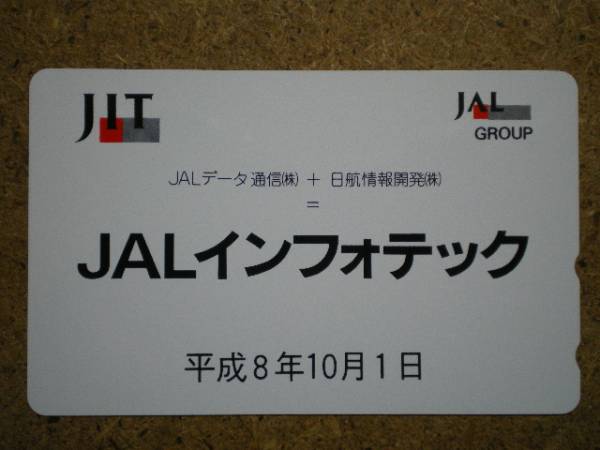 JIT
JAL
GROUP
JALデータ通信㈱ + 日航情報開発㈱
=
JALインフォテック
平成8年10月1日